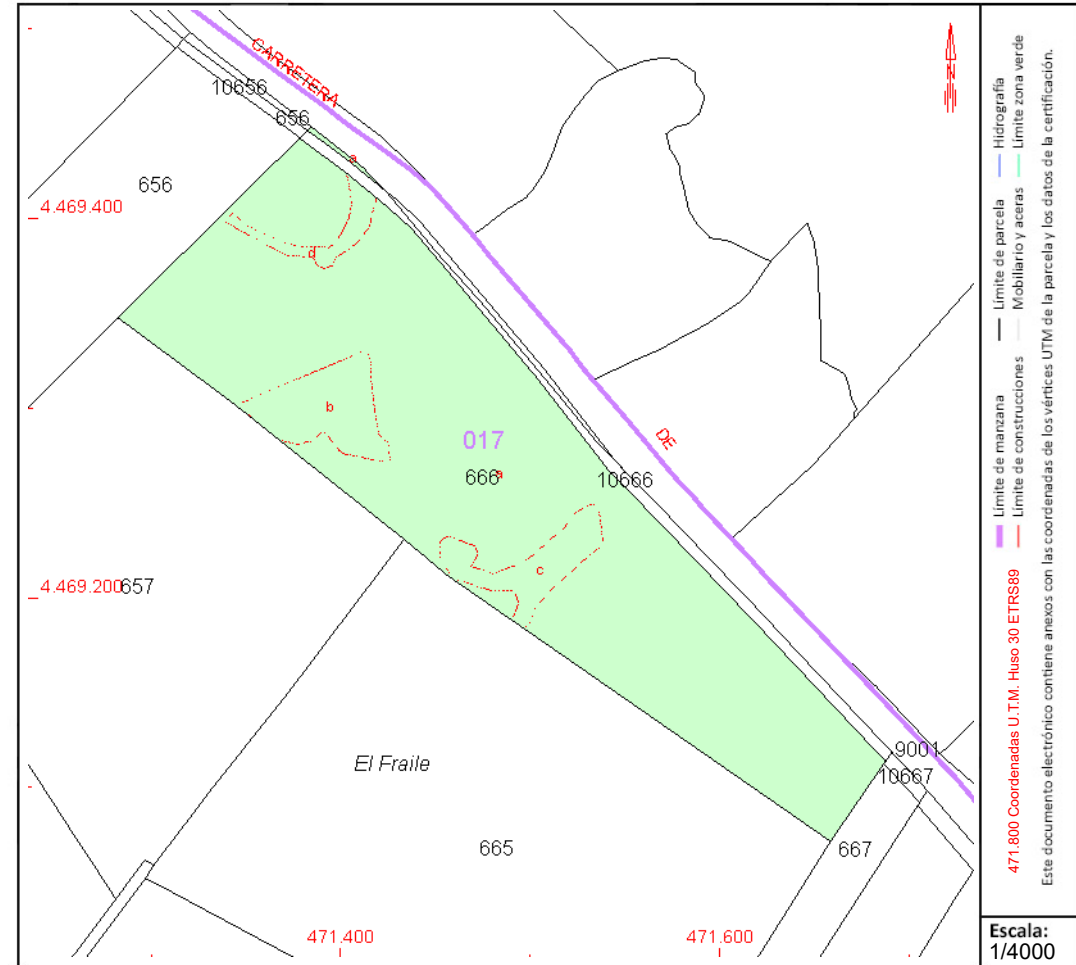 CARRETERA
10656
656
a
656
4.469.400
d
b
017
666
a
DE
10666
c
4.469.200
657
9001
10667
El Fraile
665
667
471.400
471.600
N
Hidrografía
Límite zona verde
Límite de parcela
Mobiliario y aceras
Límite de manzana
Límite de construcciones
471.800 Coordenadas U.T.M. Huso 30 ETRS89
Este documento electrónico contiene anexos con las coordenadas de los vértices UTM de la parcela y los datos de la certificación.
Escala:
1/4000